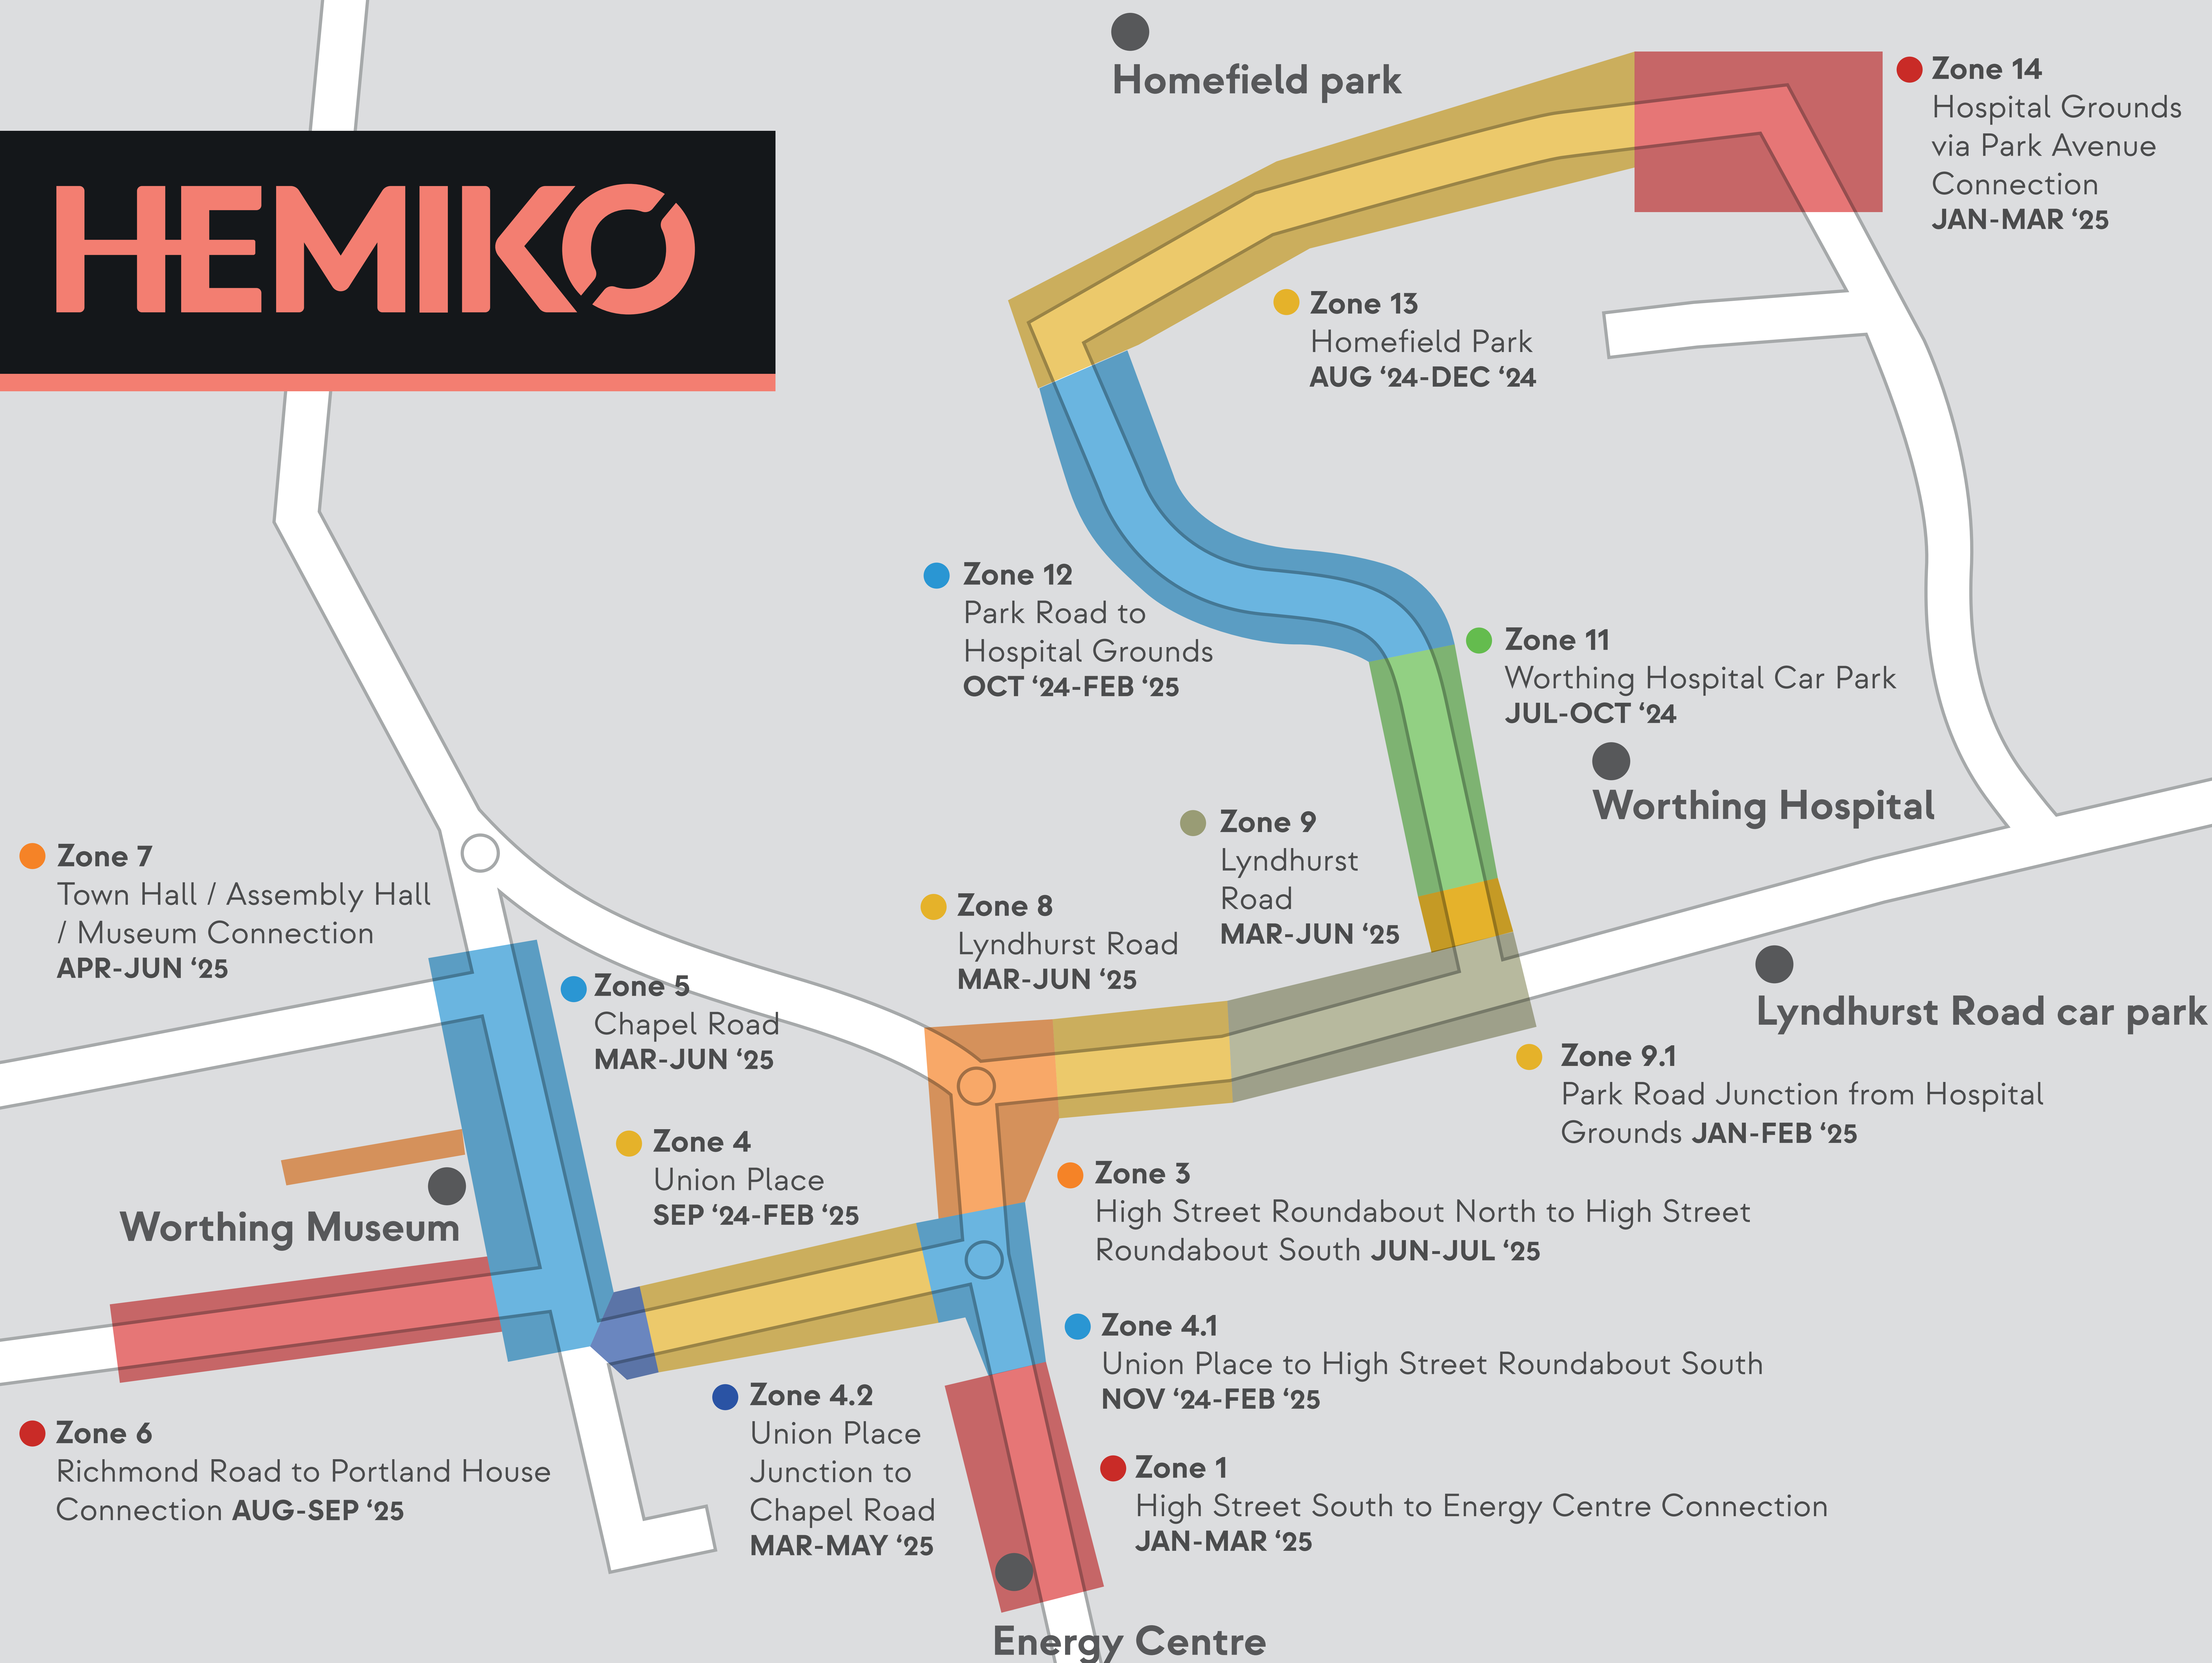 Homefield park
Zone 14
Hospital Grounds
via Park Avenue
Connection
JAN-MAR ‘25
HEMIKO
Zone 13
Homefield Park
AUG ‘24-DEC ‘24
Zone 12
Park Road to
Hospital Grounds
OCT ‘24-FEB ‘25
Zone 11
Worthing Hospital Car Park
JUL-OCT ‘24
Worthing Hospital
Zone 9
Lyndhurst
Road
MAR-JUN ‘25
Zone 7
Town Hall / Assembly Hall
/ Museum Connection
APR-JUN ‘25
Zone 8
Lyndhurst Road
MAR-JUN ‘25
Zone 5
Chapel Road
MAR-JUN ‘25
Lyndhurst Road car park
Zone 9.1
Park Road Junction from Hospital
Grounds JAN-FEB ‘25
Zone 4
Union Place
SEP ‘24-FEB ‘25
Worthing Museum
Zone 3
High Street Roundabout North to High Street
Roundabout South JUN-JUL ‘25
Zone 4.1
Union Place to High Street Roundabout South
NOV ‘24-FEB ‘25
Zone 6
Richmond Road to Portland House
Connection AUG-SEP ‘25
Zone 4.2
Union Place
Junction to
Chapel Road
MAR-MAY ‘25
Zone 1
High Street South to Energy Centre Connection
JAN-MAR ‘25
Energy Centre